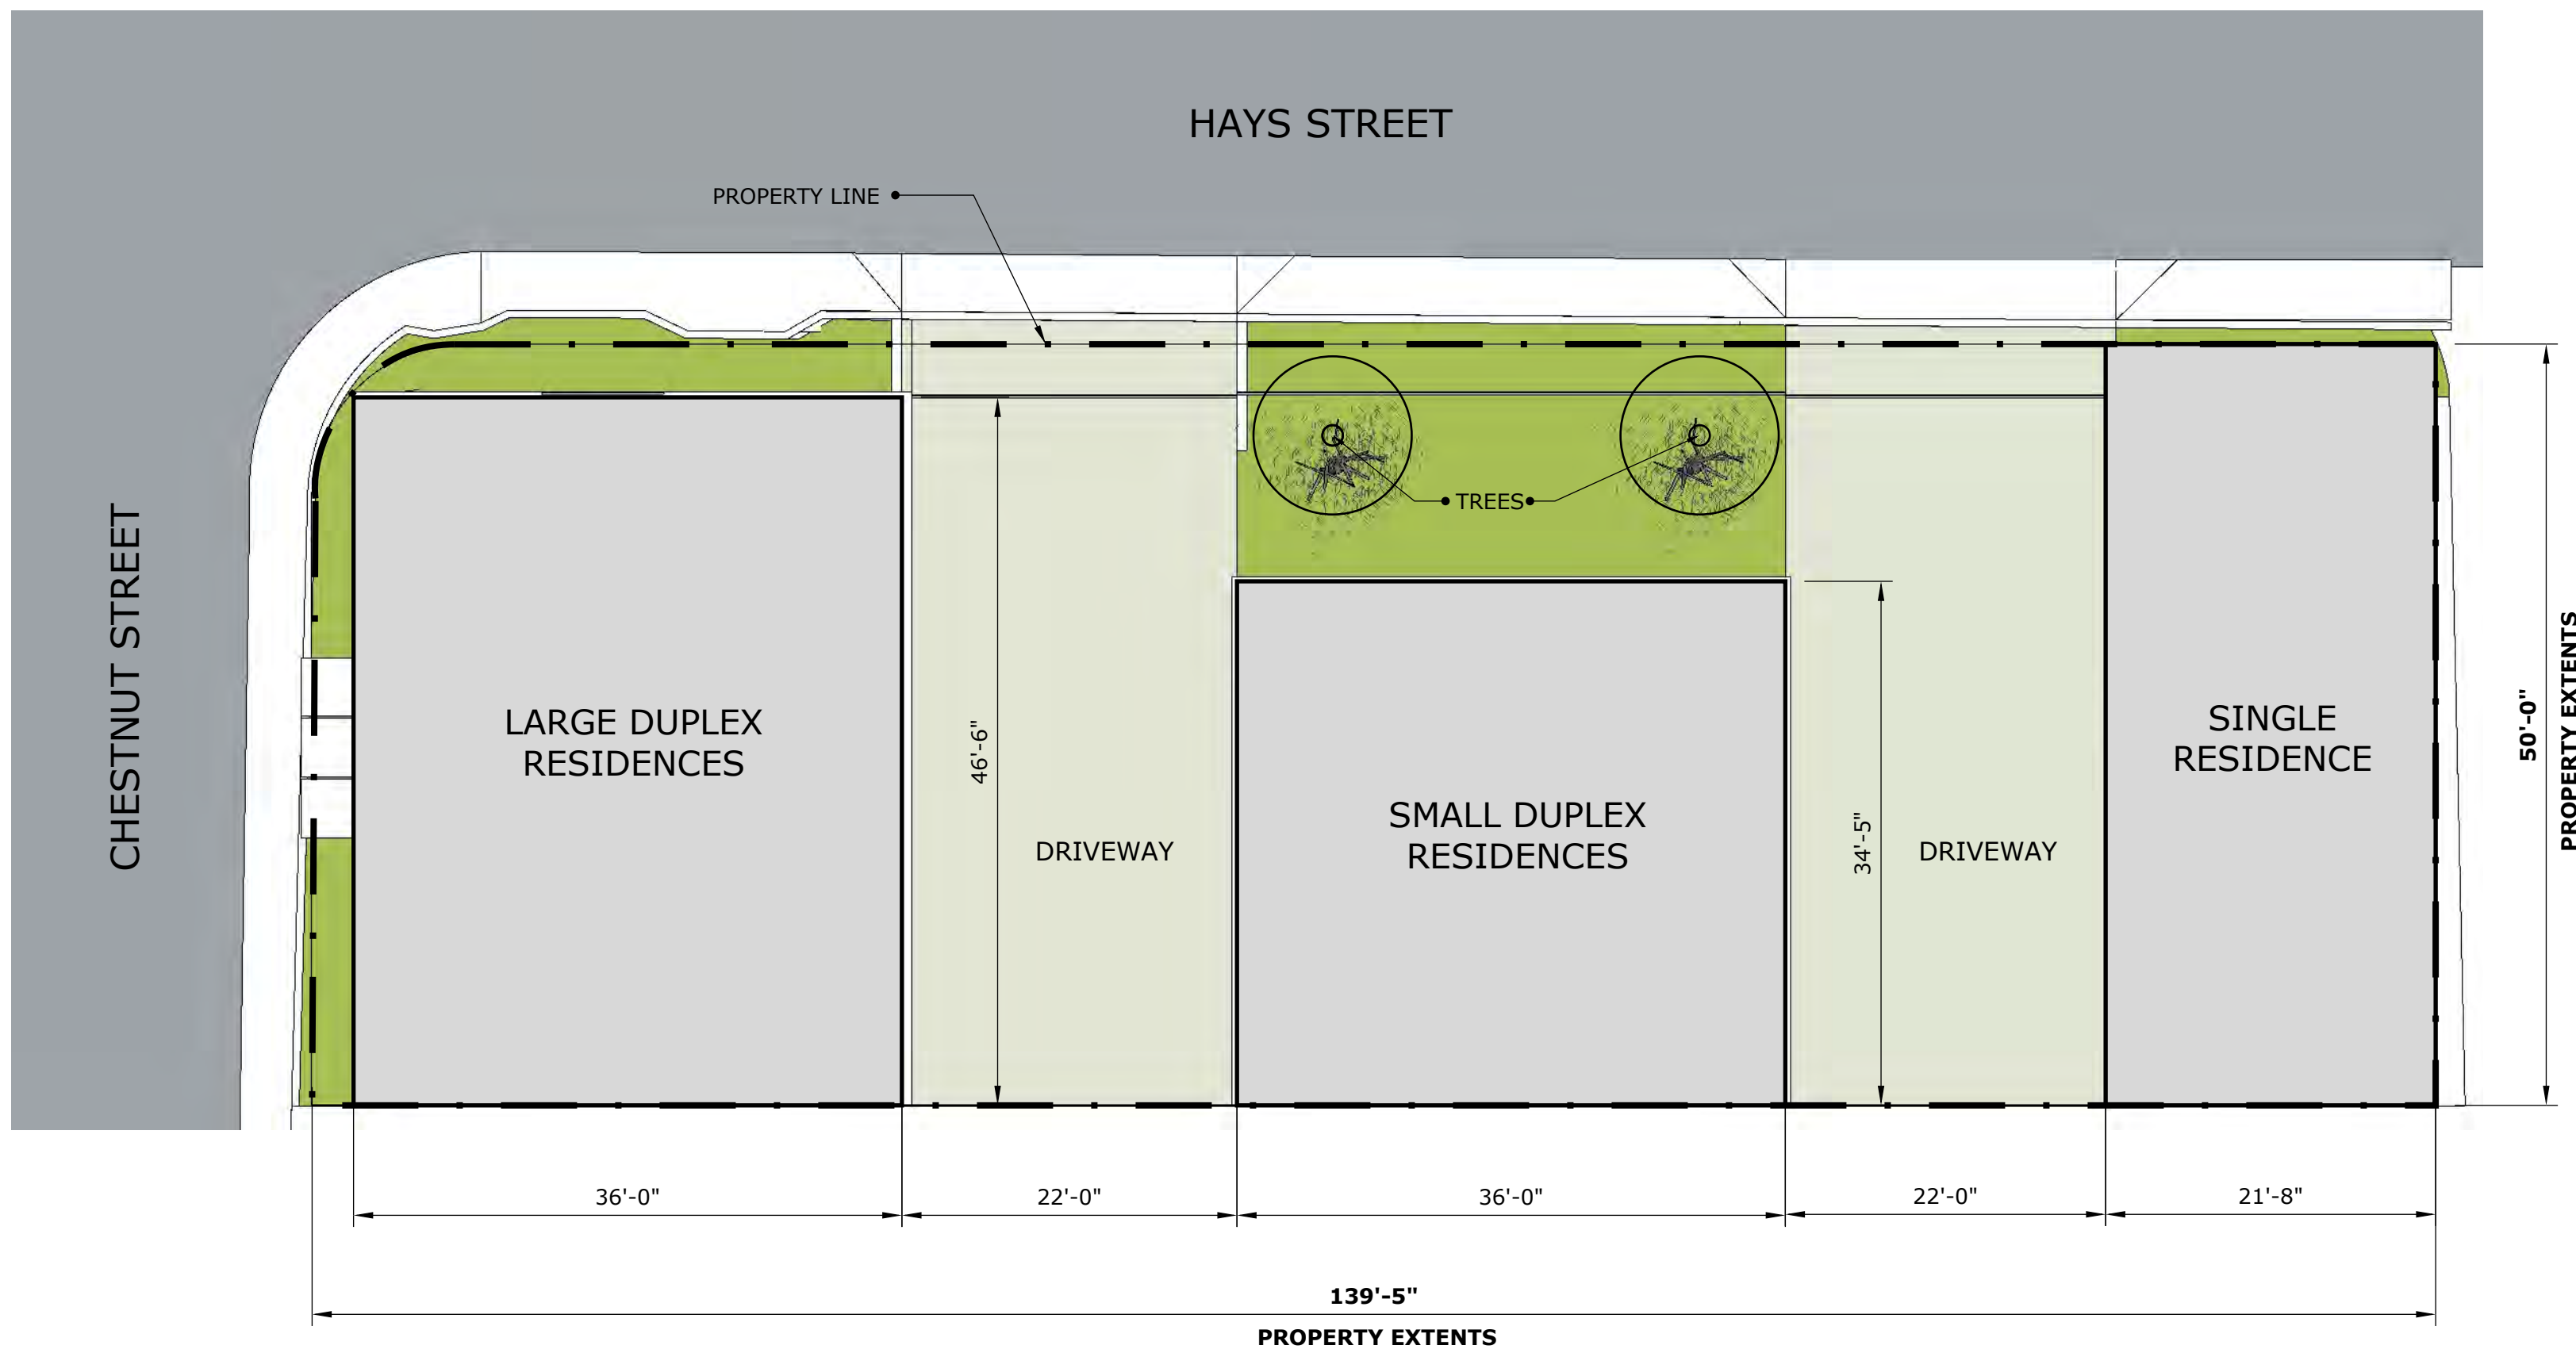 HAYS STREET
PROPERTY LINE
CHESTNUT STREET
TREES
LARGE DUPLEX
RESIDENCES
46'-6"
DRIVEWAY
SMALL DUPLEX
RESIDENCES
34'-5"
DRIVEWAY
SINGLE
RESIDENCE
50'-0"
PROPERTY EXTENTS
36'-0"
22'-0"
36'-0"
22'-0"
21'-8"
139'-5"
PROPERTY EXTENTS